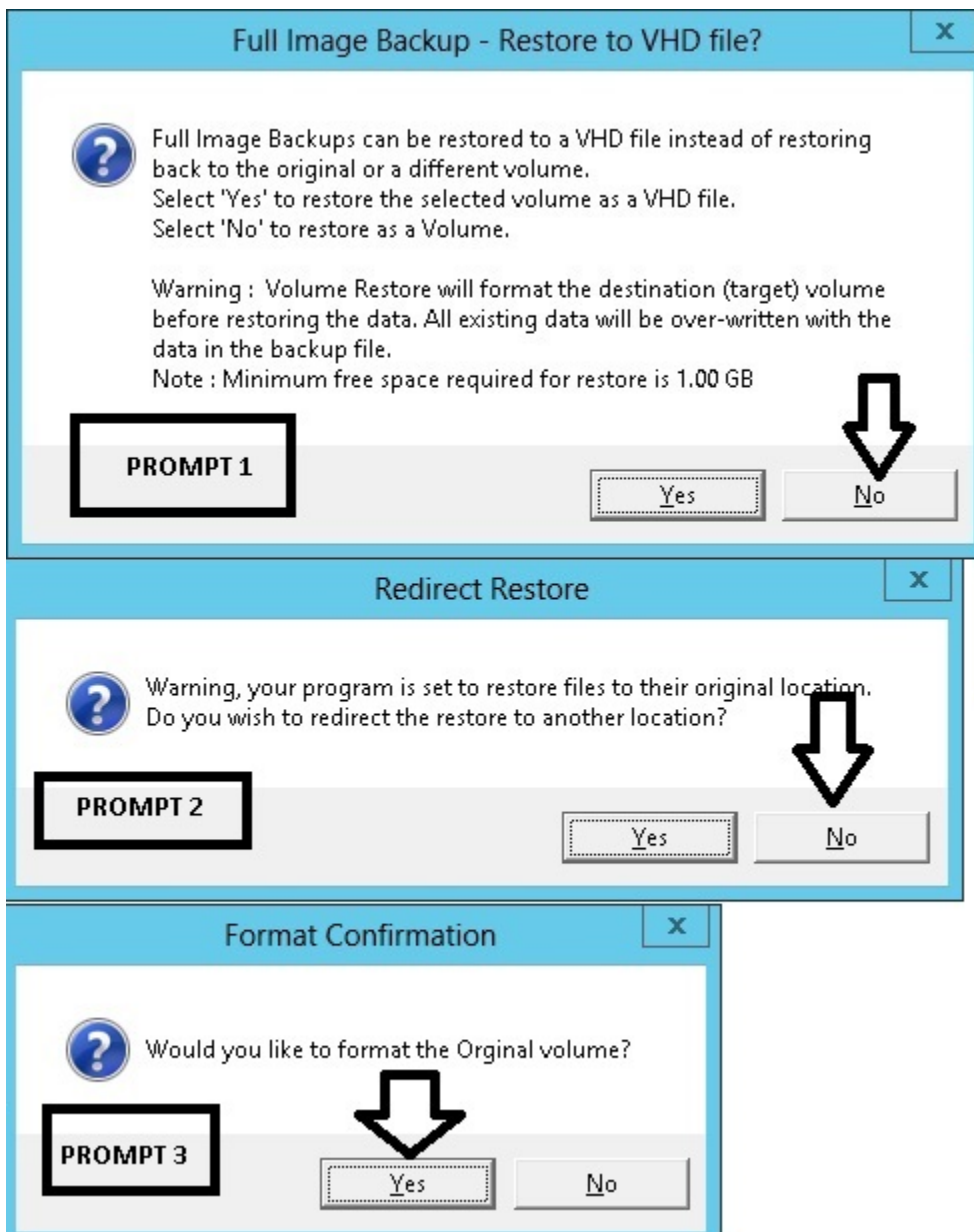 Full Image Backup - Restore to VHD file?
x
Full Image Backups can be restored to a VHD file instead of restoring
back to the original or a different volume.
Select 'Yes' to restore the selected volume as a VHD file.
Select 'No' to restore as a Volume.
Warning :  Volume Restore will format the destination (target) volume
before restoring the data. All existing data will be over-written with the
data in the backup file.
Note : Minimum free space required for restore is 1.00 GB
PROMPT 1
Yes
No
Redirect Restore
x
Warning, your program is set to restore files to their original location.
Do you wish to redirect the restore to another location?
PROMPT 2
Yes
No
Format Confirmation
x
Would you like to format the Orginal volume?
PROMPT 3
Yes
No